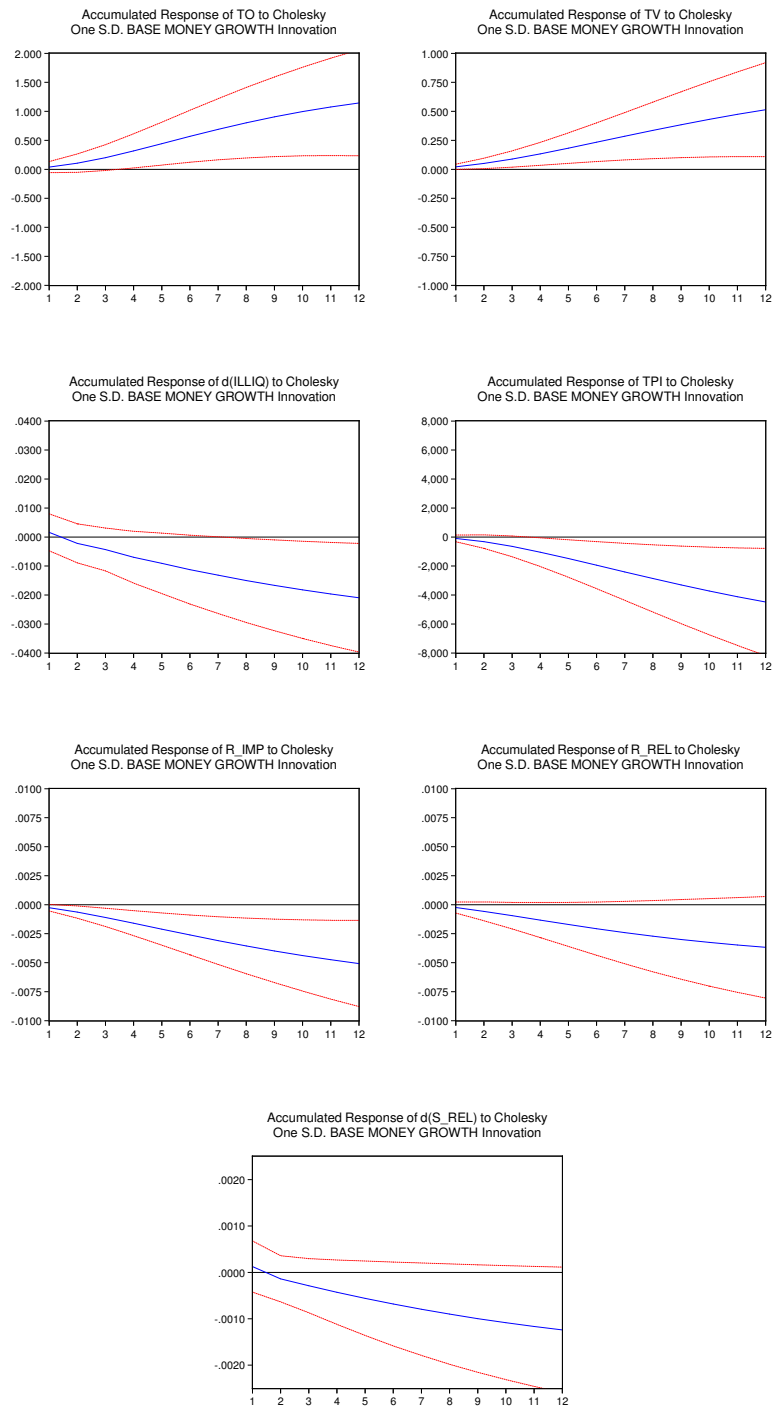 Accumulated Response of TO to Cholesky
One S.D. BASE MONEY GROWTH Innovation
2.000
1.500
1.000
0.500
0.000
-0.500
-1.000
-1.500
-2.000
1 2 3 4 5 6 7 8 9 10 11 12
Accumulated Response of TV to Cholesky
One S.D. BASE MONEY GROWTH Innovation
1.000
0.750
0.500
0.250
0.000
-0.250
-0.500
-0.750
-1.000
1 2 3 4 5 6 7 8 9 10 11 12
Accumulated Response of d(ILLIQ) to Cholesky
One S.D. BASE MONEY GROWTH Innovation
.0400
.0300
.0200
.0100
.0000
-.0100
-.0200
-.0300
-.0400
1 2 3 4 5 6 7 8 9 10 11 12
Accumulated Response of TPI to Cholesky
One S.D. BASE MONEY GROWTH Innovation
8,000
6,000
4,000
2,000
0
-2,000
-4,000
-6,000
-8,000
1 2 3 4 5 6 7 8 9 10 11 12
Accumulated Response of R_IMP to Cholesky
One S.D. BASE MONEY GROWTH Innovation
.0100
.0075
.0050
.0025
.0000
-.0025
-.0050
-.0075
-.0100
1 2 3 4 5 6 7 8 9 10 11 12
Accumulated Response of R_REL to Cholesky
One S.D. BASE MONEY GROWTH Innovation
.0100
.0075
.0050
.0025
.0000
-.0025
-.0050
-.0075
-.0100
1 2 3 4 5 6 7 8 9 10 11 12
Accumulated Response of d(S_REL) to Cholesky
One S.D. BASE MONEY GROWTH Innovation
.0020
.0010
.0000
-.0010
-.0020
1 2 3 4 5 6 7 8 9 10 11 12